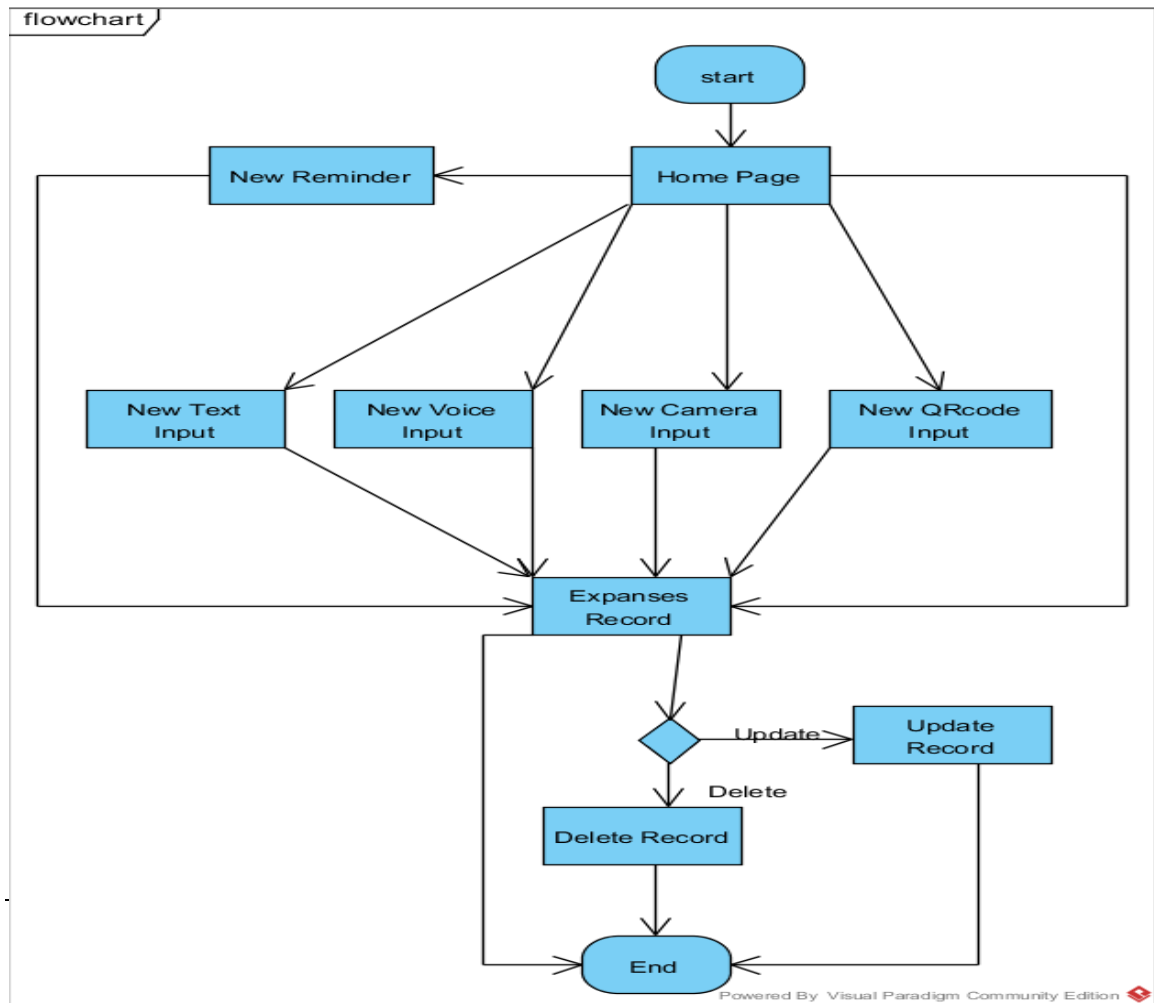 flowchart
start
New Reminder
Home Page
New Text
Input
New Voice
Input
New Camera
Input
New QRcode
Input
Expanses
Record
Update
Update
Record
Delete
Delete Record
End
Powered By Visual Paradigm Community Edition